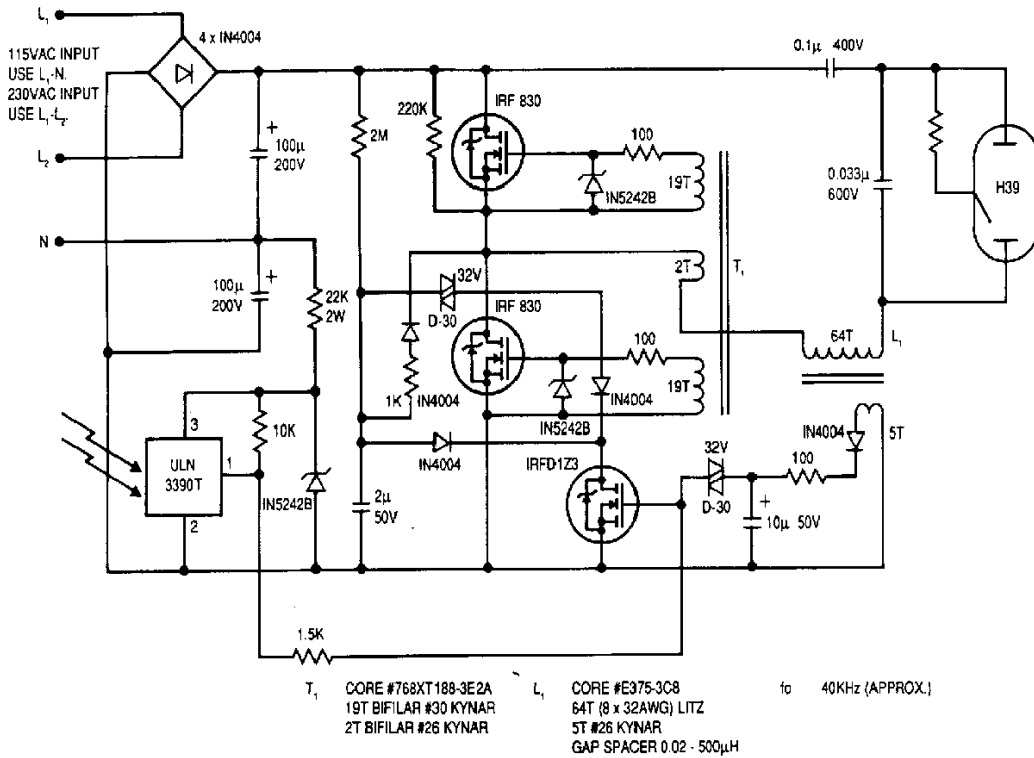 L₁
4 x IN4004
115VAC INPUT
USE L₁-N.
230VAC INPUT
USE L₁-L₂.
L₂
N
+
100µ
200V
+
100µ
200V
2M
220K
IRF 830
100
19T
IN5242B
0.1µ 400V
0.033µ
600V
H39
2T
T₁
32V
D-30
22K
2W
IRF 830
100
19T
IN5242B
IN4004
1K
IN4004
IN4004
64T
L₁
5T
IN4004
100
32V
D-30
+
10µ 50V
IRFD1Z3
2µ
50V
3
10K
ULN
3390T
1
2
IN5242B
1.5K
T₁ CORE #768XT188-3E2A
19T BIFILAR #30 KYNAR
2T BIFILAR #26 KYNAR
L₁ CORE #E375-3C8
64T (8 x 32AWG) LITZ
5T #26 KYNAR
GAP SPACER 0.02 - 500µH
fo 40KHz (APPROX.)